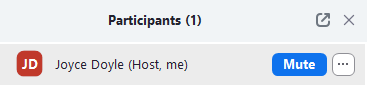 Participants (1)
JD Joyce Doyle (Host, me) Mute ...